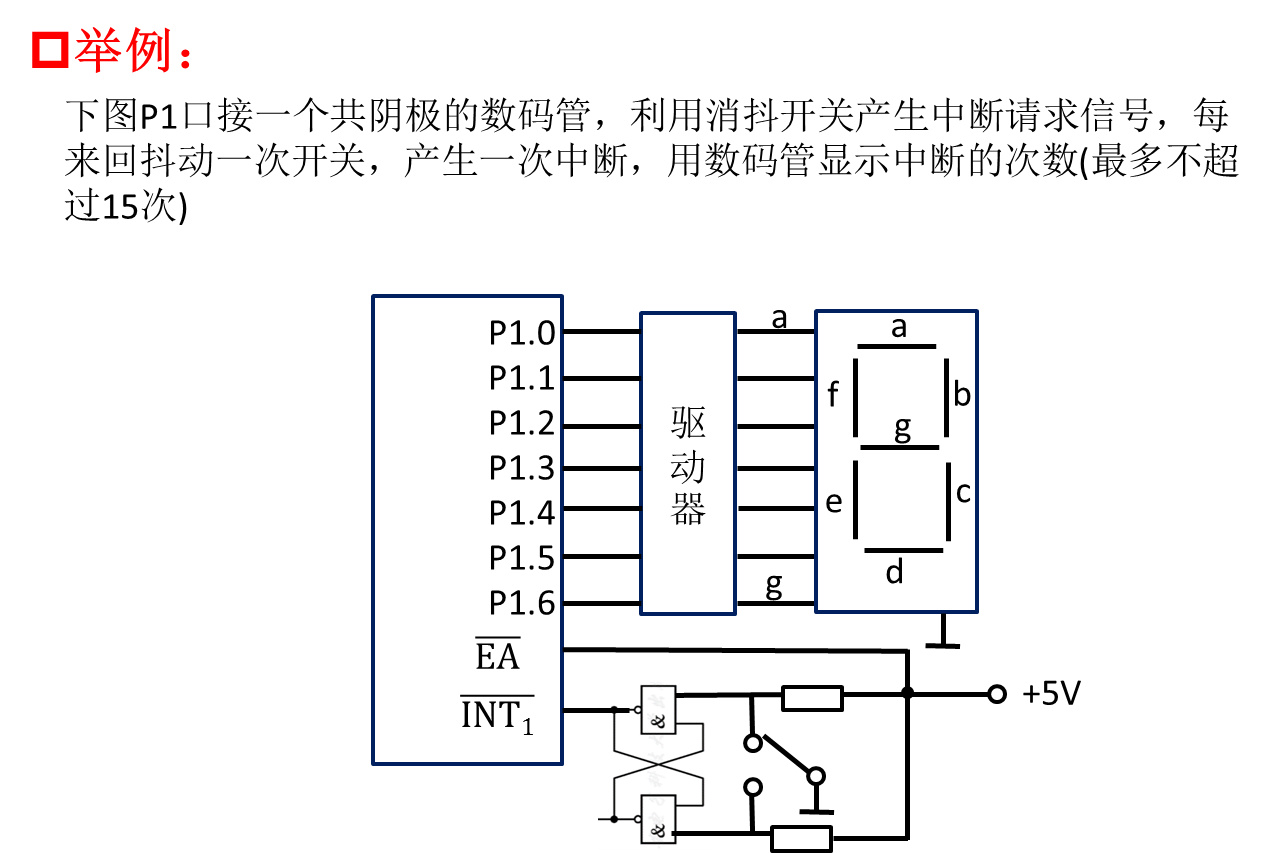 举例：
下图P1口接一个共阴极的数码管，利用消抖开关产生中断请求信号，每
来回抖动一次开关，产生一次中断，用数码管显示中断的次数(最多不超
过15次)
P1.0
P1.1
P1.2
P1.3
P1.4
P1.5
P1.6
EA
INT1
驱
动
器
a
g
a
f
b
g
e
c
d
+5V
&
&